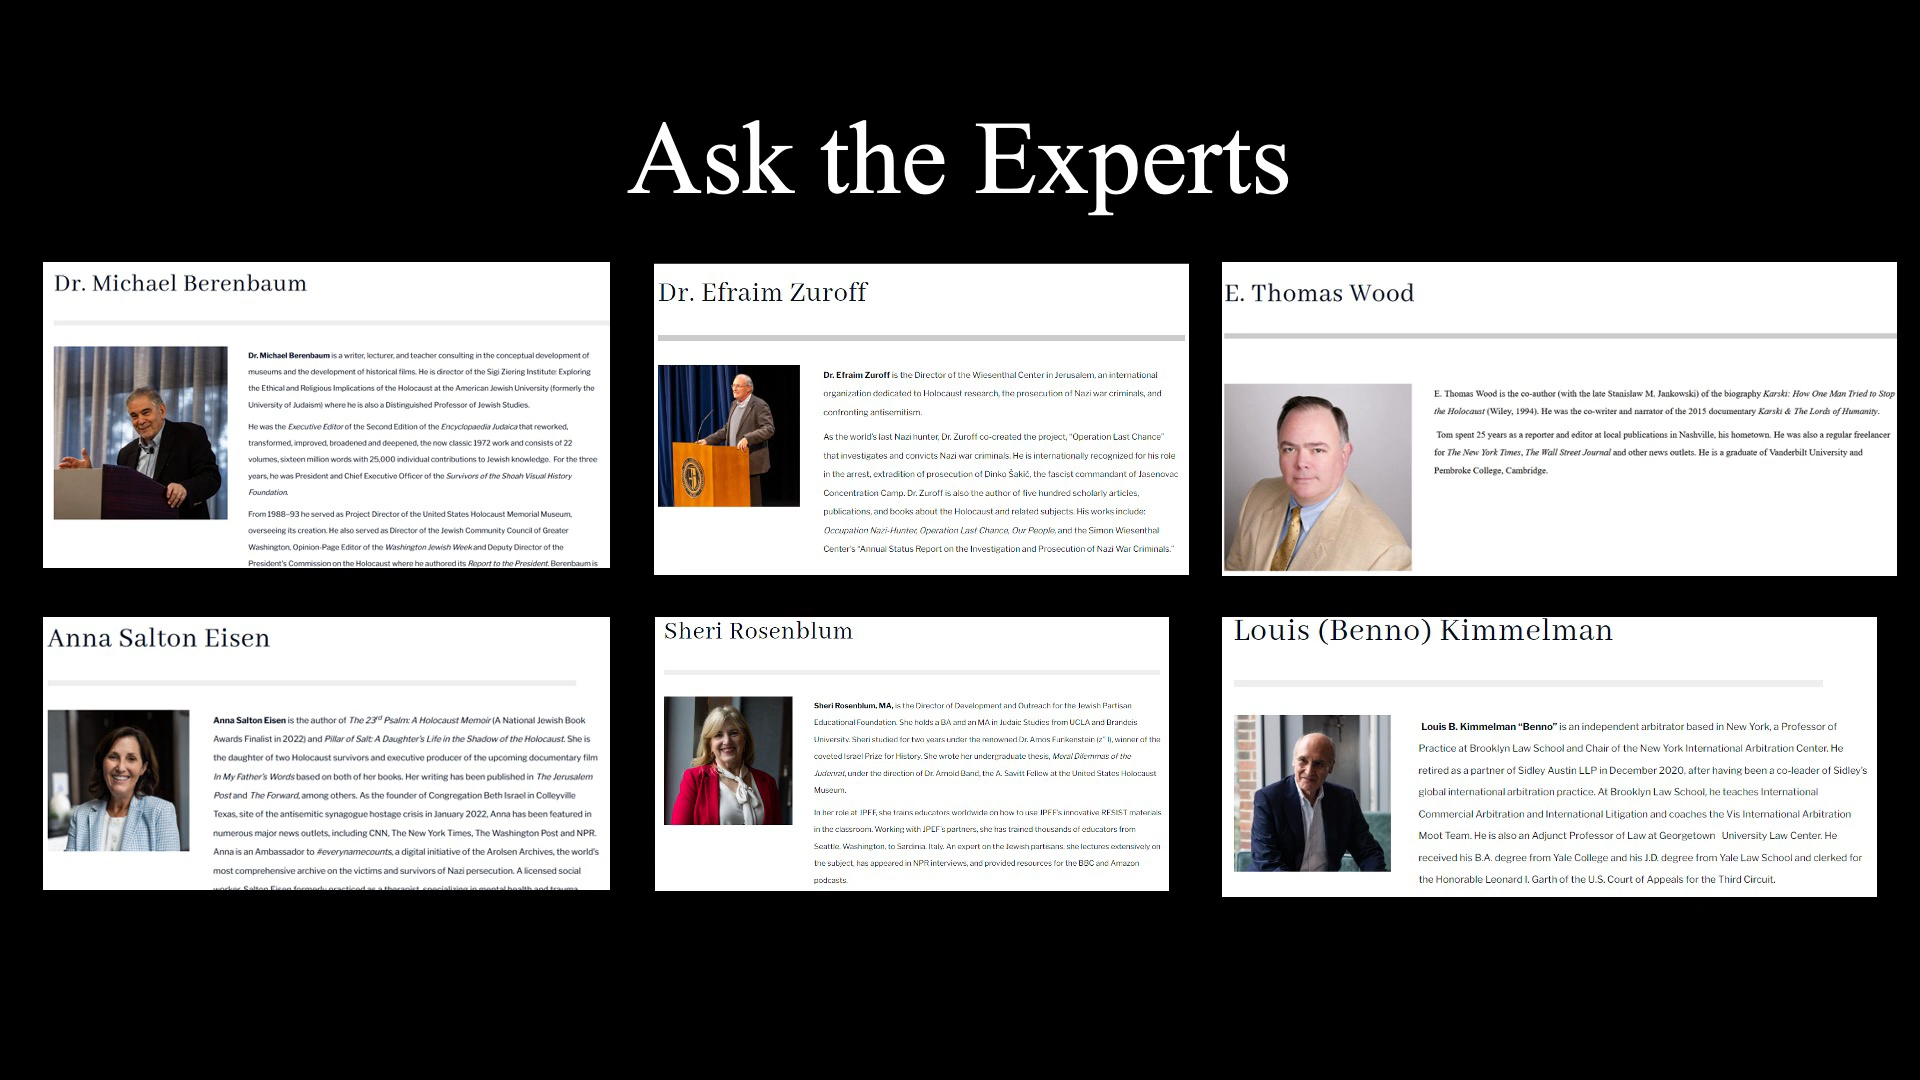 Ask the Experts
Dr. Michael Berenbaum
Dr. Michael Berenbaum is a writer, lecturer, and teacher consulting in the conceptual development of
museums and the development of historical films. He is director of the Sigi Ziering Institute: Exploring
the Ethical and Religious Implications of the Holocaust at the American Jewish University (formerly the
University of Judaism) where he is also a Distinguished Professor of Jewish Studies.
He was the Executive Editor of the Second Edition of the Encyclopaedia Judaica that reworked,
transformed, improved, broadened and deepened, the now classic 1972 work and consists of 22
volumes, sixteen million words with 25,000 individual contributions to Jewish knowledge. For the three
years, he was President and Chief Executive Officer of the Survivors of the Shoah Visual History
Foundation.
From 1988–93 he served as Project Director of the United States Holocaust Memorial Museum,
overseeing its creation. He also served as Director of the Jewish Community Council of Greater
Washington, Opinion-Page Editor of the Washington Jewish Week and Deputy Director of the
President's Commission on the Holocaust where he authored its Report to the President. Berenbaum is
Dr. Efraim Zuroff
Dr. Efraim Zuroff is the Director of the Wiesenthal Center in Jerusalem, an international
organization dedicated to Holocaust research, the prosecution of Nazi war criminals, and
confronting antisemitism.
As the world's last Nazi hunter, Dr. Zuroff co-created the project, "Operation Last Chance"
that investigates and convicts Nazi war criminals. He is internationally recognized for his role
in the arrest, extradition of prosecution of Dinko Šakić, the fascist commandant of Jasenovac
Concentration Camp. Dr. Zuroff is also the author of five hundred scholarly articles,
publications, and books about the Holocaust and related subjects. His works include:
Occupation Nazi-Hunter, Operation Last Chance, Our People, and the Simon Wiesenthal
Center's "Annual Status Report on the Investigation and Prosecution of Nazi War Criminals."
E. Thomas Wood
E. Thomas Wood is the co-author (with the late Stanislaw M. Jankowski) of the biography Karski: How One Man Tried to Stop
the Holocaust (Wiley, 1994). He was the co-writer and narrator of the 2015 documentary Karski & The Lords of Humanity.
Tom spent 25 years as a reporter and editor at local publications in Nashville, his hometown. He was also a regular freelancer
for The New York Times, The Wall Street Journal and other news outlets. He is a graduate of Vanderbilt University and
Pembroke College, Cambridge.
Anna Salton Eisen
Anna Salton Eisen is the author of The 23rd Psalm: A Holocaust Memoir (A National Jewish Book
Awards Finalist in 2022) and Pillar of Salt: A Daughter's Life in the Shadow of the Holocaust. She is
the daughter of two Holocaust survivors and executive producer of the upcoming documentary film
In My Father's Words based on both of her books. Her writing has been published in The Jerusalem
Post and The Forward, among others. As the founder of Congregation Beth Israel in Colleyville
Texas, site of the antisemitic synagogue hostage crisis in January 2022, Anna has been featured in
numerous major news outlets, including CNN, The New York Times, The Washington Post and NPR.
Anna is an Ambassador to #everynamecounts, a digital initiative of the Arolsen Archives, the world's
most comprehensive archive on the victims and survivors of Nazi persecution. A licensed social
worker, Salton Eisen formerly practiced as a therapist, specializing in mental health and trauma
Sheri Rosenblum
Sheri Rosenblum, MA, is the Director of Development and Outreach for the Jewish Partisan
Educational Foundation. She holds a BA and an MA in Judaic Studies from UCLA and Brandeis
University. Sheri studied for two years under the renowned Dr. Amos Funkenstein (z" l), winner of the
coveted Israel Prize for History. She wrote her undergraduate thesis, Moral Dilemmas of the
Judenrat, under the direction of Dr. Arnold Band, the A. Savitt Fellow at the United States Holocaust
Museum.
In her role at JPEF, she trains educators worldwide on how to use JPEF's innovative RESIST materials
in the classroom. Working with JPEF's partners, she has trained thousands of educators from
Seattle, Washington, to Sardinia, Italy. An expert on the Jewish partisans, she lectures extensively on
the subject, has appeared in NPR interviews, and provided resources for the BBC and Amazon
podcasts.
Louis (Benno) Kimmelman
Louis B. Kimmelman “Benno” is an independent arbitrator based in New York, a Professor of
Practice at Brooklyn Law School and Chair of the New York International Arbitration Center. He
retired as a partner of Sidley Austin LLP in December 2020, after having been a co-leader of Sidley's
global international arbitration practice. At Brooklyn Law School, he teaches International
Commercial Arbitration and International Litigation and coaches the Vis International Arbitration
Moot Team. He is also an Adjunct Professor of Law at Georgetown University Law Center. He
received his B.A. degree from Yale College and his J.D. degree from Yale Law School and clerked for
the Honorable Leonard I. Garth of the U.S. Court of Appeals for the Third Circuit.